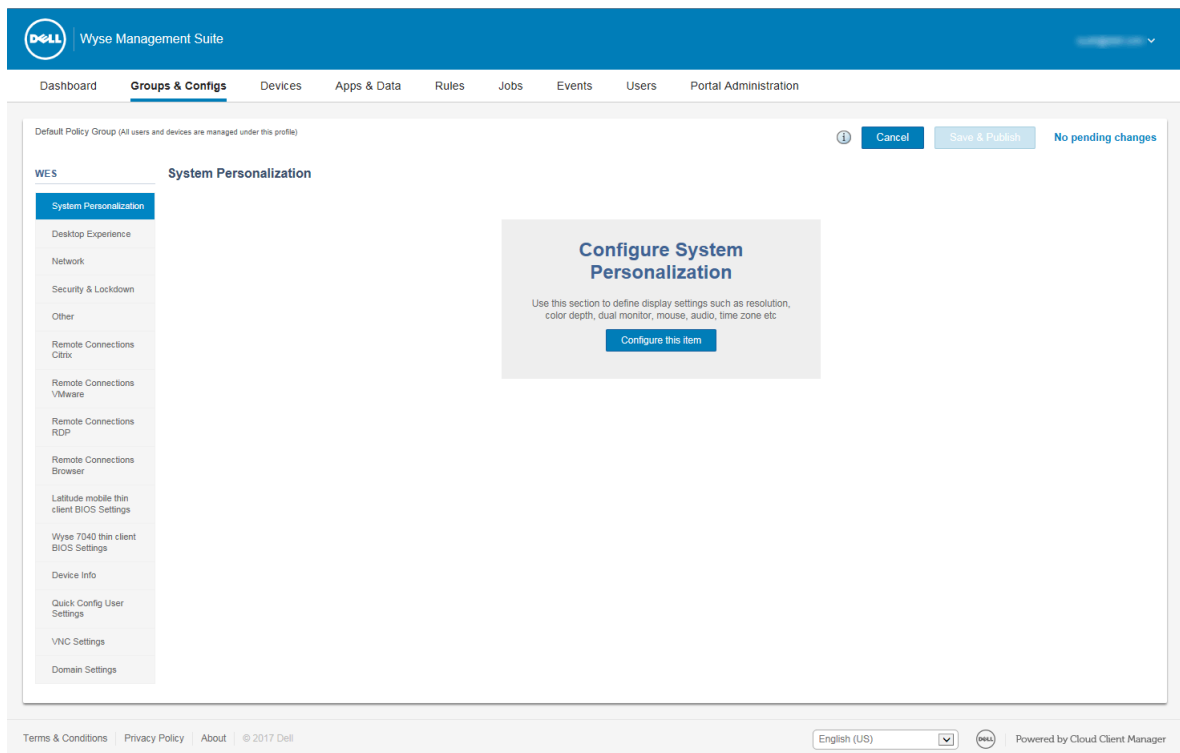 DELL Wyse Management Suite
Dashboard Groups & Configs Devices Apps & Data Rules Jobs Events Users Portal Administration
Default Policy Group (All users and devices are managed under this profile)
i Cancel Save & Publish No pending changes
WES
System Personalization
Desktop Experience
Network
Security & Lockdown
Other
Remote Connections
Citrix
Remote Connections
VMware
Remote Connections
RDP
Remote Connections
Browser
Latitude mobile thin
client BIOS Settings
Wyse 7040 thin client
BIOS Settings
Device Info
Quick Config User
Settings
VNC Settings
Domain Settings
System Personalization
Configure System
Personalization
Use this section to define display settings such as resolution,
color depth, dual monitor, mouse, audio, time zone etc
Configure this item
Terms & Conditions Privacy Policy About © 2017 Dell
English (US) DELL Powered by Cloud Client Manager